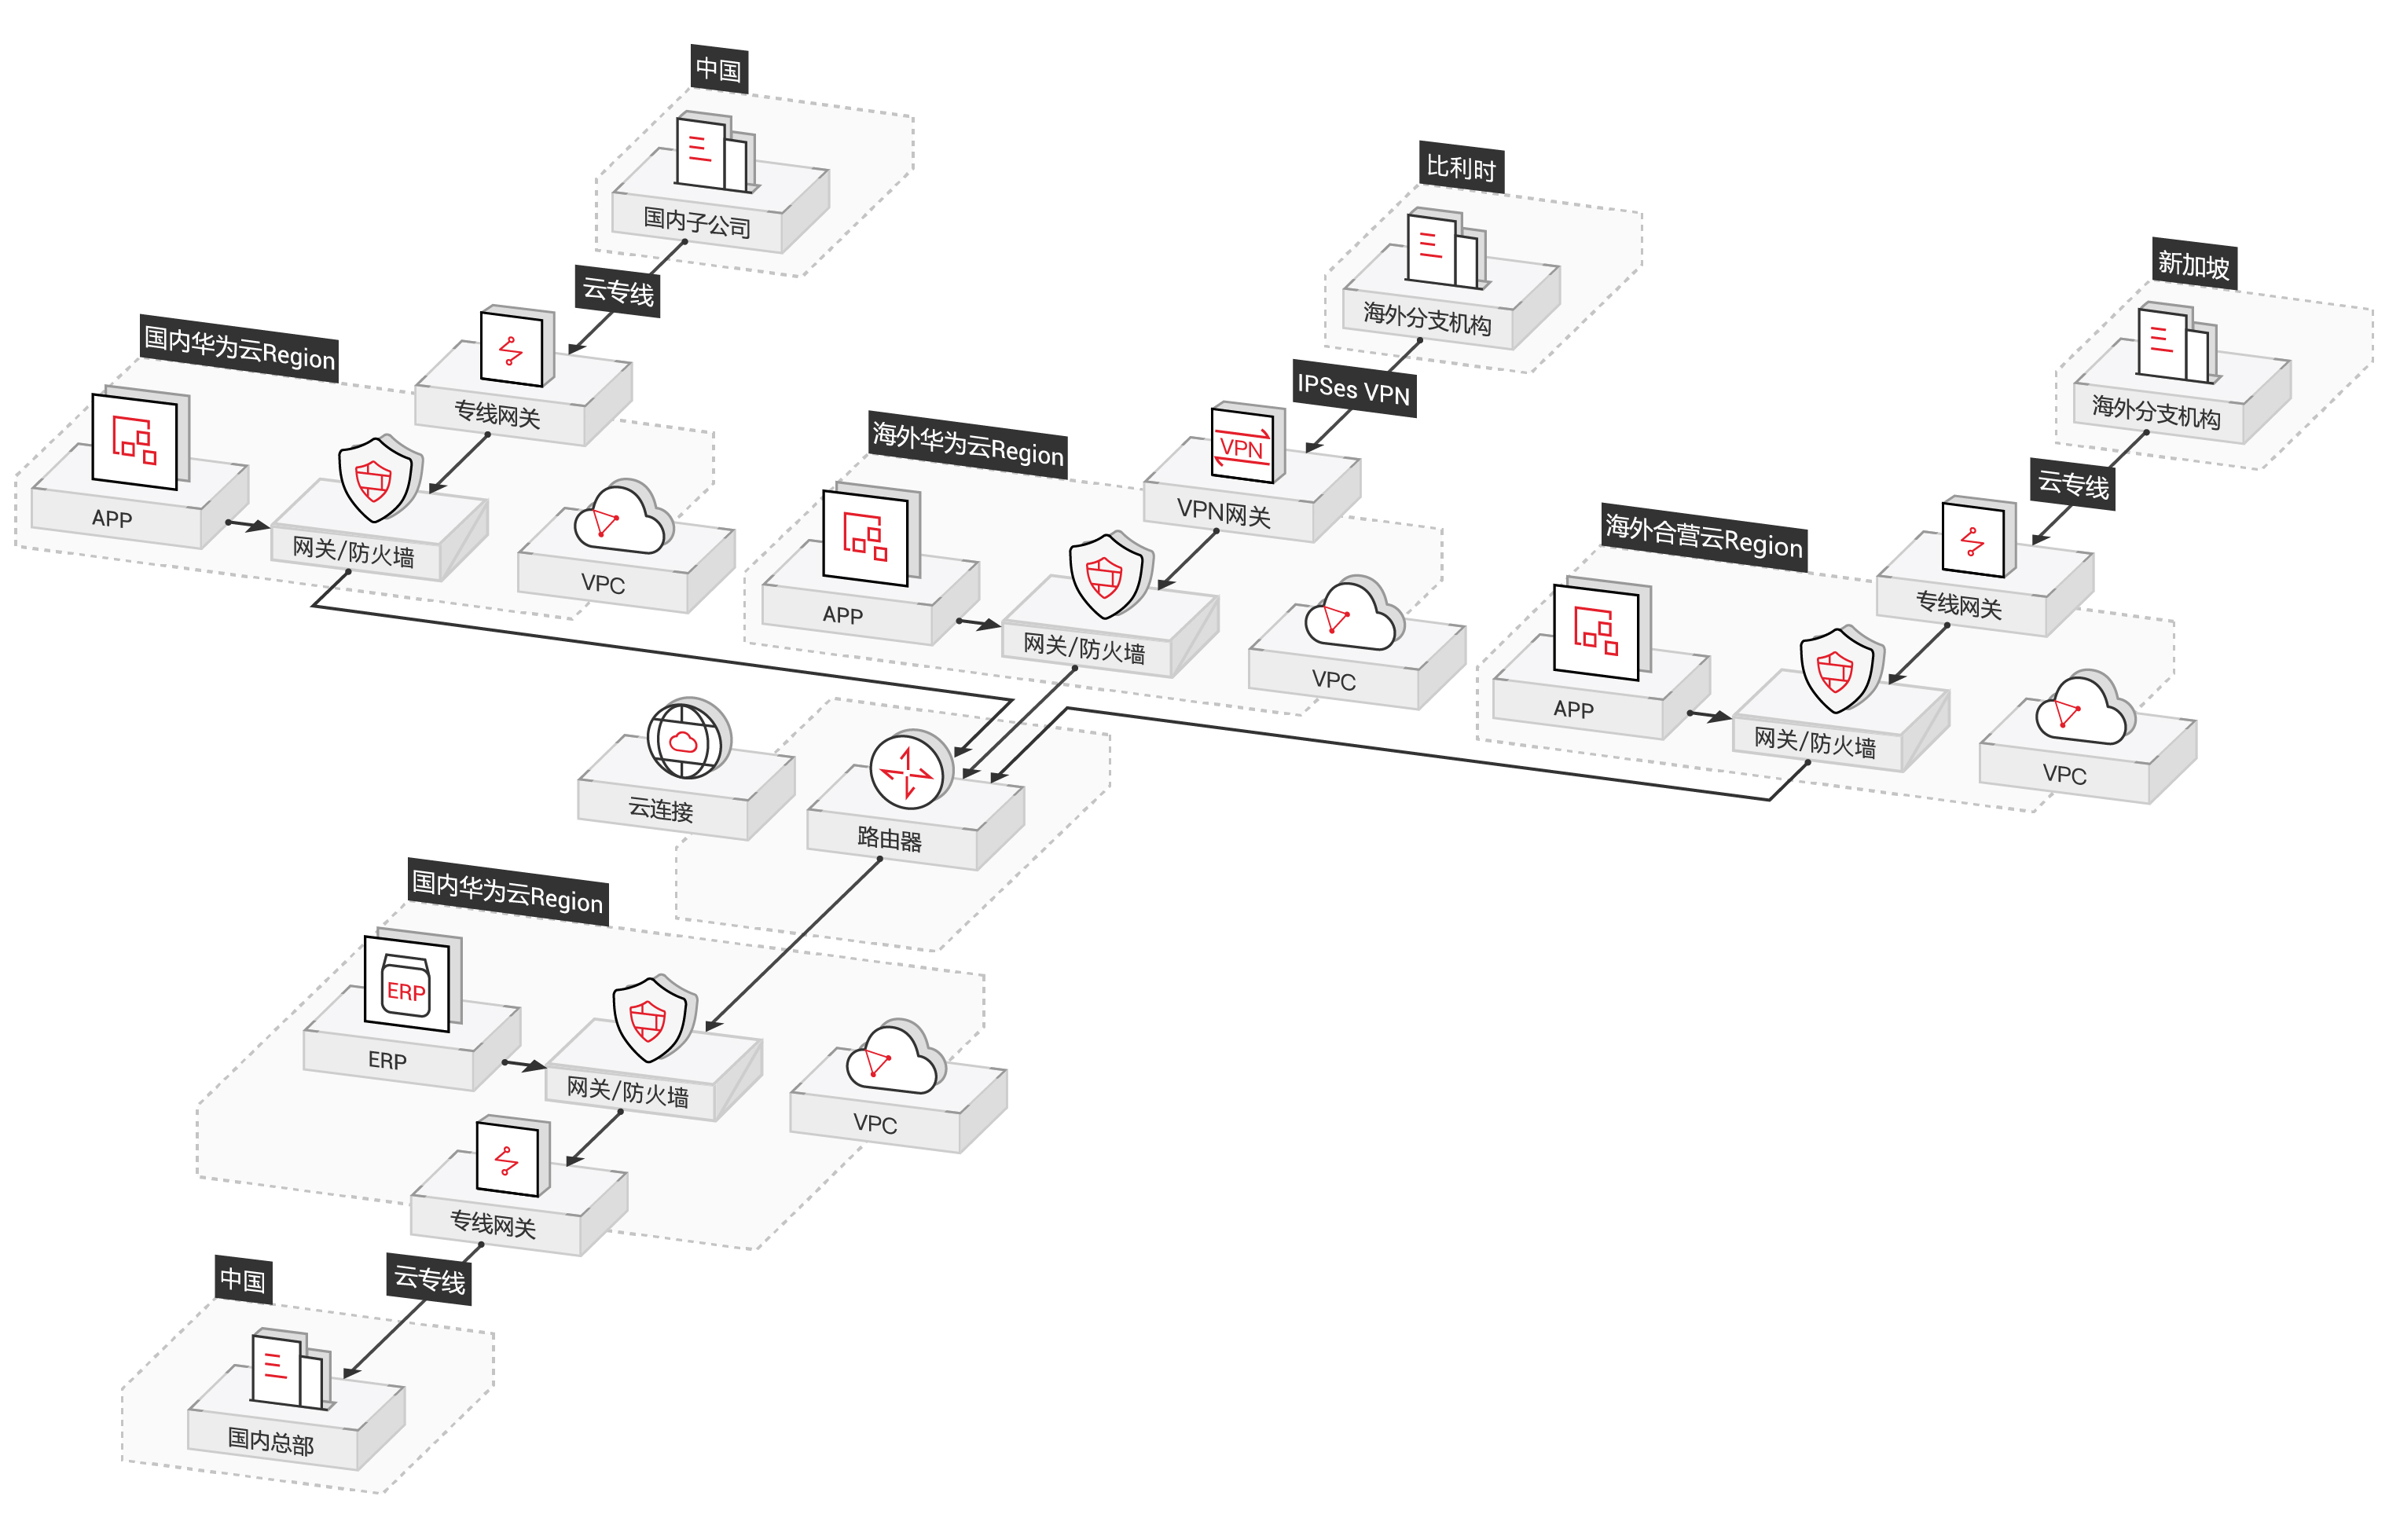 中国
国内子公司
云专线
国内华为云Region
专线网关
APP
网关/防火墙
VPC
比利时
海外分支机构
IPSes VPN
海外华为云Region
VPN
VPN网关
APP
网关/防火墙
VPC
新加坡
海外分支机构
云专线
海外合营云Region
专线网关
APP
网关/防火墙
VPC
云连接
路由器
国内华为云Region
ERP
ERP
网关/防火墙
VPC
专线网关
云专线
中国
国内总部